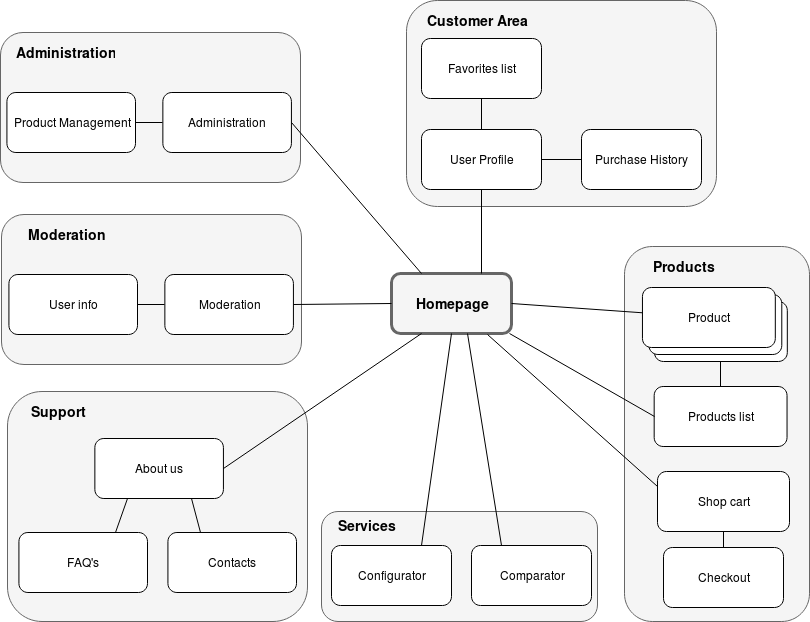 Customer Area
Favorites list
User Profile
Purchase History
Administration
Product Management
Administration
Moderation
User info
Moderation
Homepage
Products
Product
Products list
Shop cart
Checkout
Support
About us
FAQ's
Contacts
Services
Configurator
Comparator